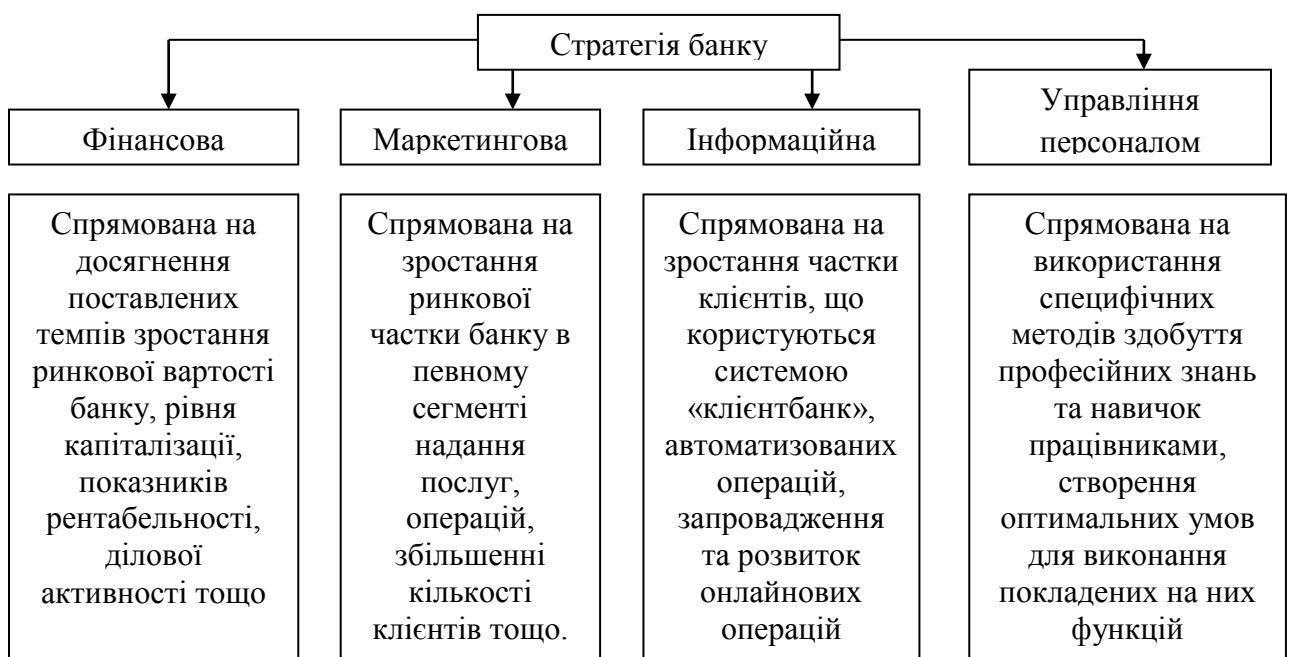 Стратегія банку
Фінансова
Маркетингова
Інформаційна
Управління
персоналом
Спрямована на
досягнення
поставлених
темпів зростання
ринкової вартості
банку, рівня
капіталізації,
показників
рентабельності,
ділової
активності тощо
Спрямована на
зростання
ринкової
частки банку в
певному
сегменті
надання
послуг,
операцій,
збільшенні
кількості
клієнтів тощо.
Спрямована на
зростання частки
клієнтів, що
користуються
системою
«клієнтбанк»,
автоматизованих
операцій,
запровадження
та розвиток
онлайнових
операцій
Спрямована на
використання
специфічних
методів здобуття
професійних знань
та навичок
працівниками,
створення
оптимальних умов
для виконання
покладених на них
функцій